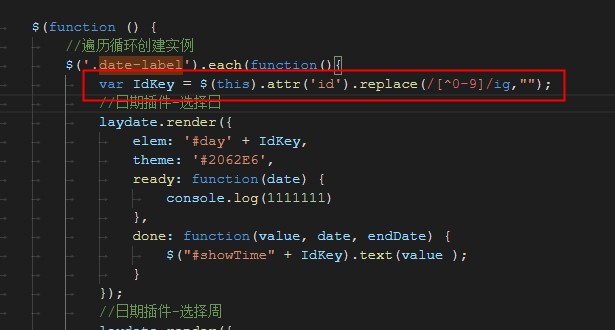 $(function () {
//遍历循环创建实例
$('.date-label').each(function(){
var IdKey = $(this).attr('id').replace(/[^0-9]/ig,"");
//日期插件-选择日
laydate.render({
elem: '#day' + IdKey,
theme: '#2062E6',
ready: function(date) {
console.log(1111111)
},
done: function(value, date, endDate) {
$("#showTime" + IdKey).text(value );
}
});
//日期插件-选择周
laydate.render({